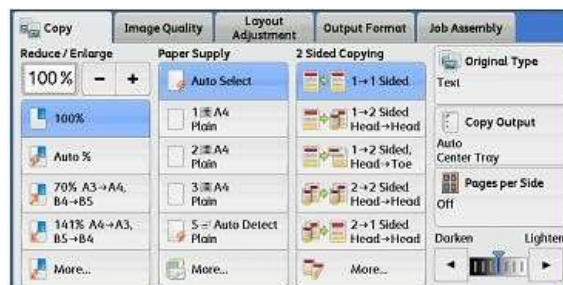 Copy
Image Quality
Layout
Adjustment
Output Format
Job Assembly
Reduce / Enlarge
100%
-
+
100%
Auto %
70% A3→A4,
B4→B5
141% A4→A3,
B5→B4
More...
Paper Supply
Auto Select
1 A4
Plain
2 A4
Plain
3 A4
Plain
5 Auto Detect
Plain
More...
2 Sided Copying
1→1 Sided
1→2 Sided
Head→Head
1→2 Sided,
Head→Toe
2→2 Sided
Head→Head
2→1 Sided
Head→Head
More...
Original Type
Text
Copy Output
Auto
Center Tray
Pages per Side
Off
Darken Lighten